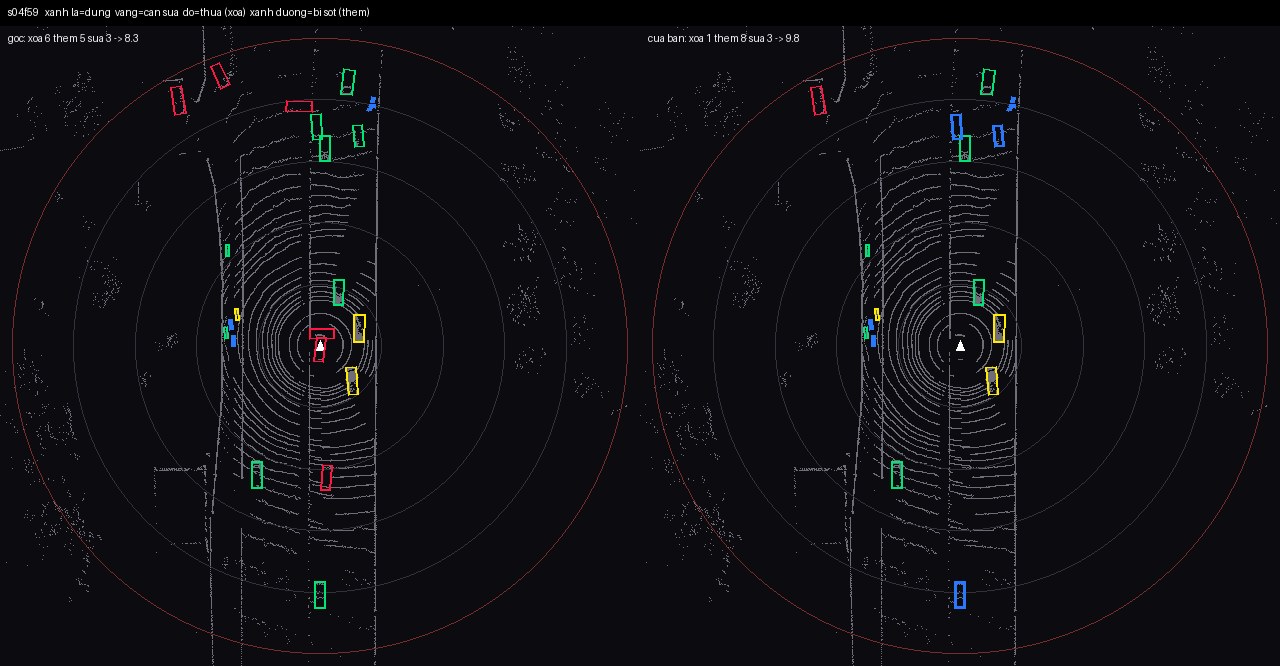 s04f59 xanh la=dung vang=can sua do=thua (xoa) xanh duong=bi sot (them)
goc: xoa 6 them 5 sua 3 -> 8.3
cua ban: xoa 1 them 8 sua 3 -> 9.8